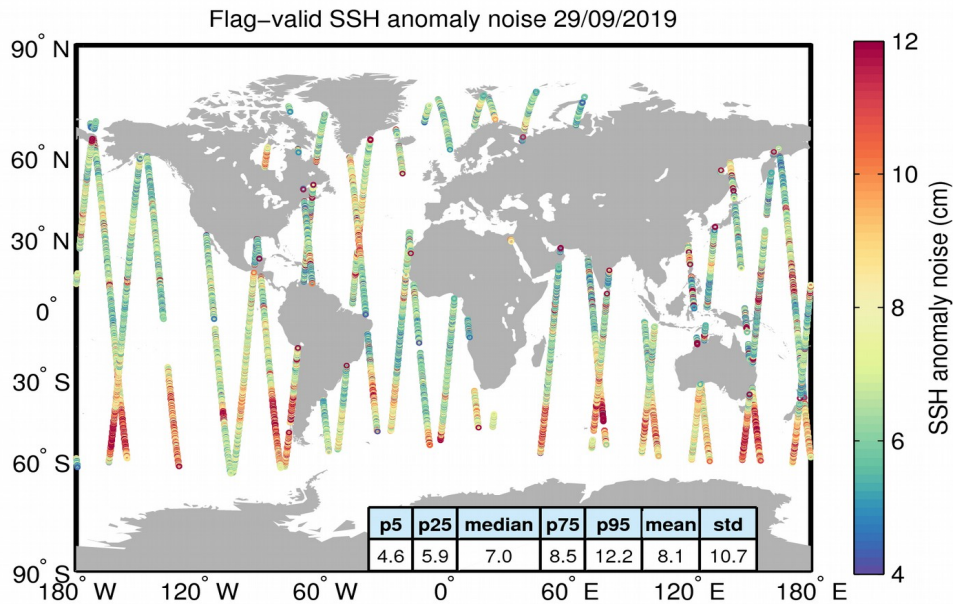 Flag−valid SSH anomaly noise 29/09/2019
90° N
60° N
30° N
0°
30° S
60° S
90° S
180° W
120° W
60° W
0°
60° E
120° E
180° E
p5 p25 median p75 p95 mean std
4.6 5.9 7.0 8.5 12.2 8.1 10.7
12
10
8
6
4
SSH anomaly noise (cm)